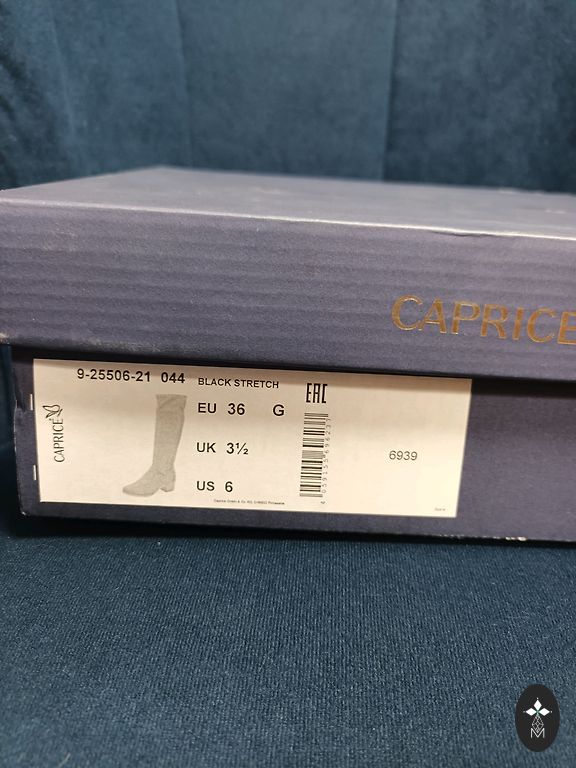 CAPRICE
9-25506-21 044 BLACK STRETCH
EAC
EU 36 G
CAPRICE
UK 3½
6939
US 6
M